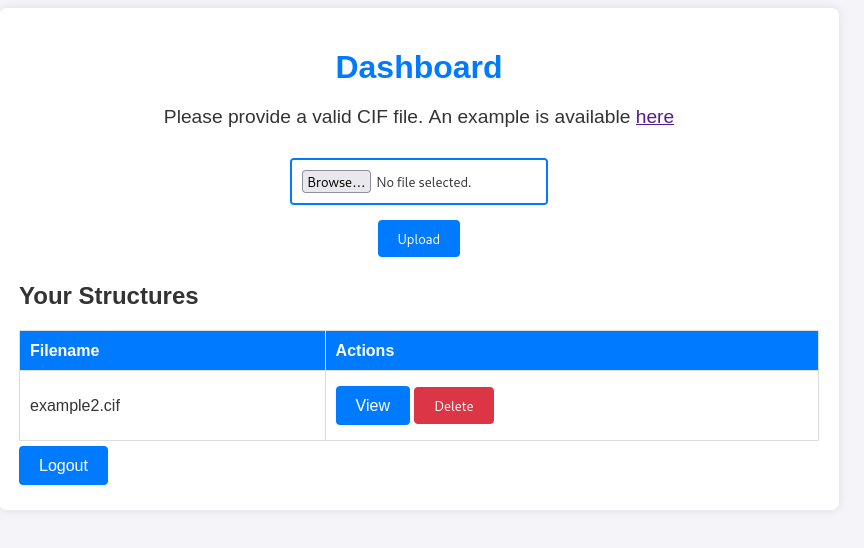 Dashboard
Please provide a valid CIF file. An example is available here
Browse... No file selected.
Upload
Your Structures
Filename Actions
example2.cif View Delete
Logout